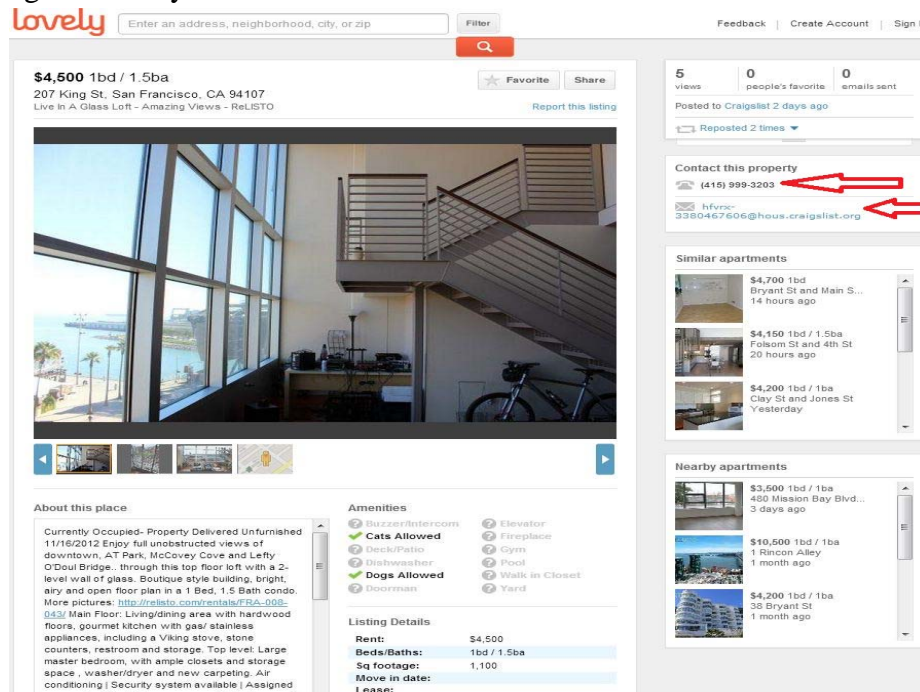 lovely
Enter an address, neighborhood, city, or zip
Filter
Feedback | Create Account | Sign
$4,500 1bd / 1.5ba
207 King St, San Francisco, CA 94107
Live In A Glass Loft - Amazing Views - ReLISTO
Favorite
Share
Report this listing
About this place
Currently Occupied- Property Delivered Unfurnished
11/16/2012 Enjoy full unobstructed views of
downtown, AT Park, McCovey Cove and Lefty
O'Doul Bridge.. through this top floor loft with a 2-
level wall of glass. Boutique style building, bright,
airy and open floor plan in a 1 Bed, 1.5 Bath condo.
More pictures: http://relisto.com/rentals/FRA-008-
043/ Main Floor: Living/dining area with hardwood
floors, gourmet kitchen with gas/ stainless
appliances, including a Viking stove, stone
counters, restroom and storage. Top level: Large
master bedroom, with ample closets and storage
space , washer/dryer and new carpeting. Air
conditioning | Security system available | Assigned
Amenities
Buzzer/Intercom
Cats Allowed
Deck/Patio
Dishwasher
Dogs Allowed
Doorman
Elevator
Fireplace
Gym
Pool
Walk in Closet
Yard
Listing Details
Rent: $4,500
Beds/Baths: 1bd / 1.5ba
Sq footage: 1,100
Move in date:
Lease:
5 views
0 people's favorite
0 emails sent
Posted to Craigslist 2 days ago
Reposted 2 times
Contact this property
(415) 999-3203
hfvrx-
3380467606@hous.craigslist.org
Similar apartments
$4,700 1bd
Bryant St and Main S...
14 hours ago
$4,150 1bd / 1.5ba
Folsom St and 4th St
20 hours ago
$4,200 1bd / 1ba
Clay St and Jones St
Yesterday
Nearby apartments
$3,500 1bd / 1ba
480 Mission Bay Blvd...
3 days ago
$10,500 1bd / 1ba
1 Rincon Alley
1 month ago
$4,200 1bd / 1ba
38 Bryant St
1 month ago